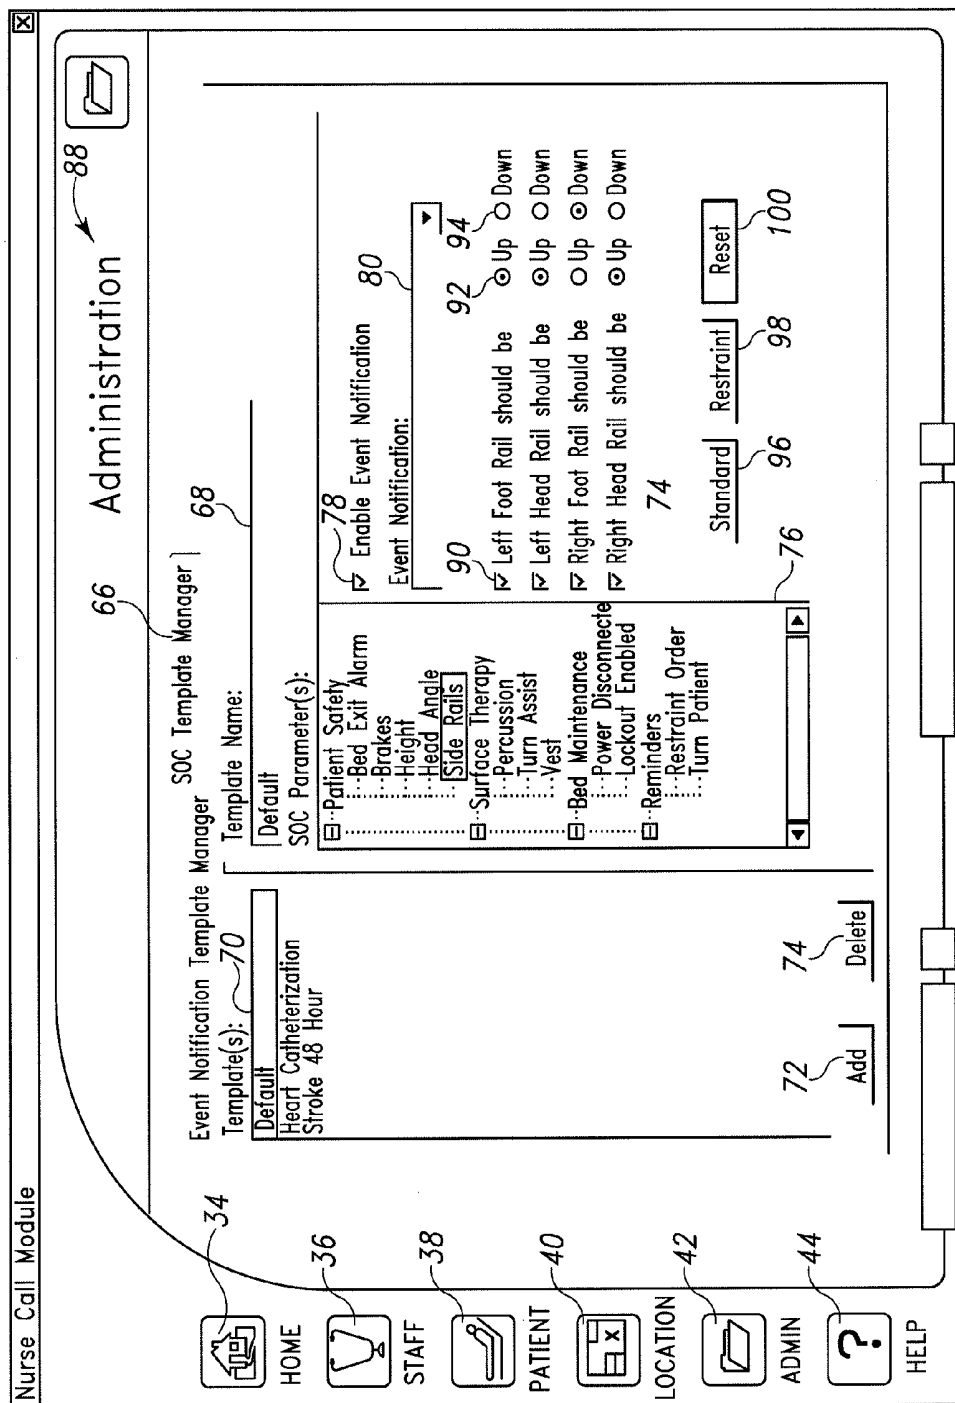 Nurse Call Module
X
Administration
88
34
HOME
36
STAFF
38
PATIENT
40
LOCATION
42
ADMIN
44
? HELP
66
Event Notification Template Manager
SOC Template Manager
Template(s):
70
Default
Heart Catheterization
Stroke 48 Hour
72
Add
74
Delete
Template Name:
68
Default
SOC Parameter(s):
Patient Safety
Bed Exit Alarm
Brakes
Height
Head Angle
Side Rails
Surface Therapy
Percussion
Turn Assist
Vest
Bed Maintenance
Power Disconnecte
Lockout Enabled
Reminders
Restraint Order
Turn Patient
76
78
Enable Event Notification
Event Notification:
80
90
92
94
Left Foot Rail should be Up Down
Left Head Rail should be Up Down
Right Foot Rail should be Up Down
Right Head Rail should be Up Down
74
Standard
Restraint
Reset
96
98
100